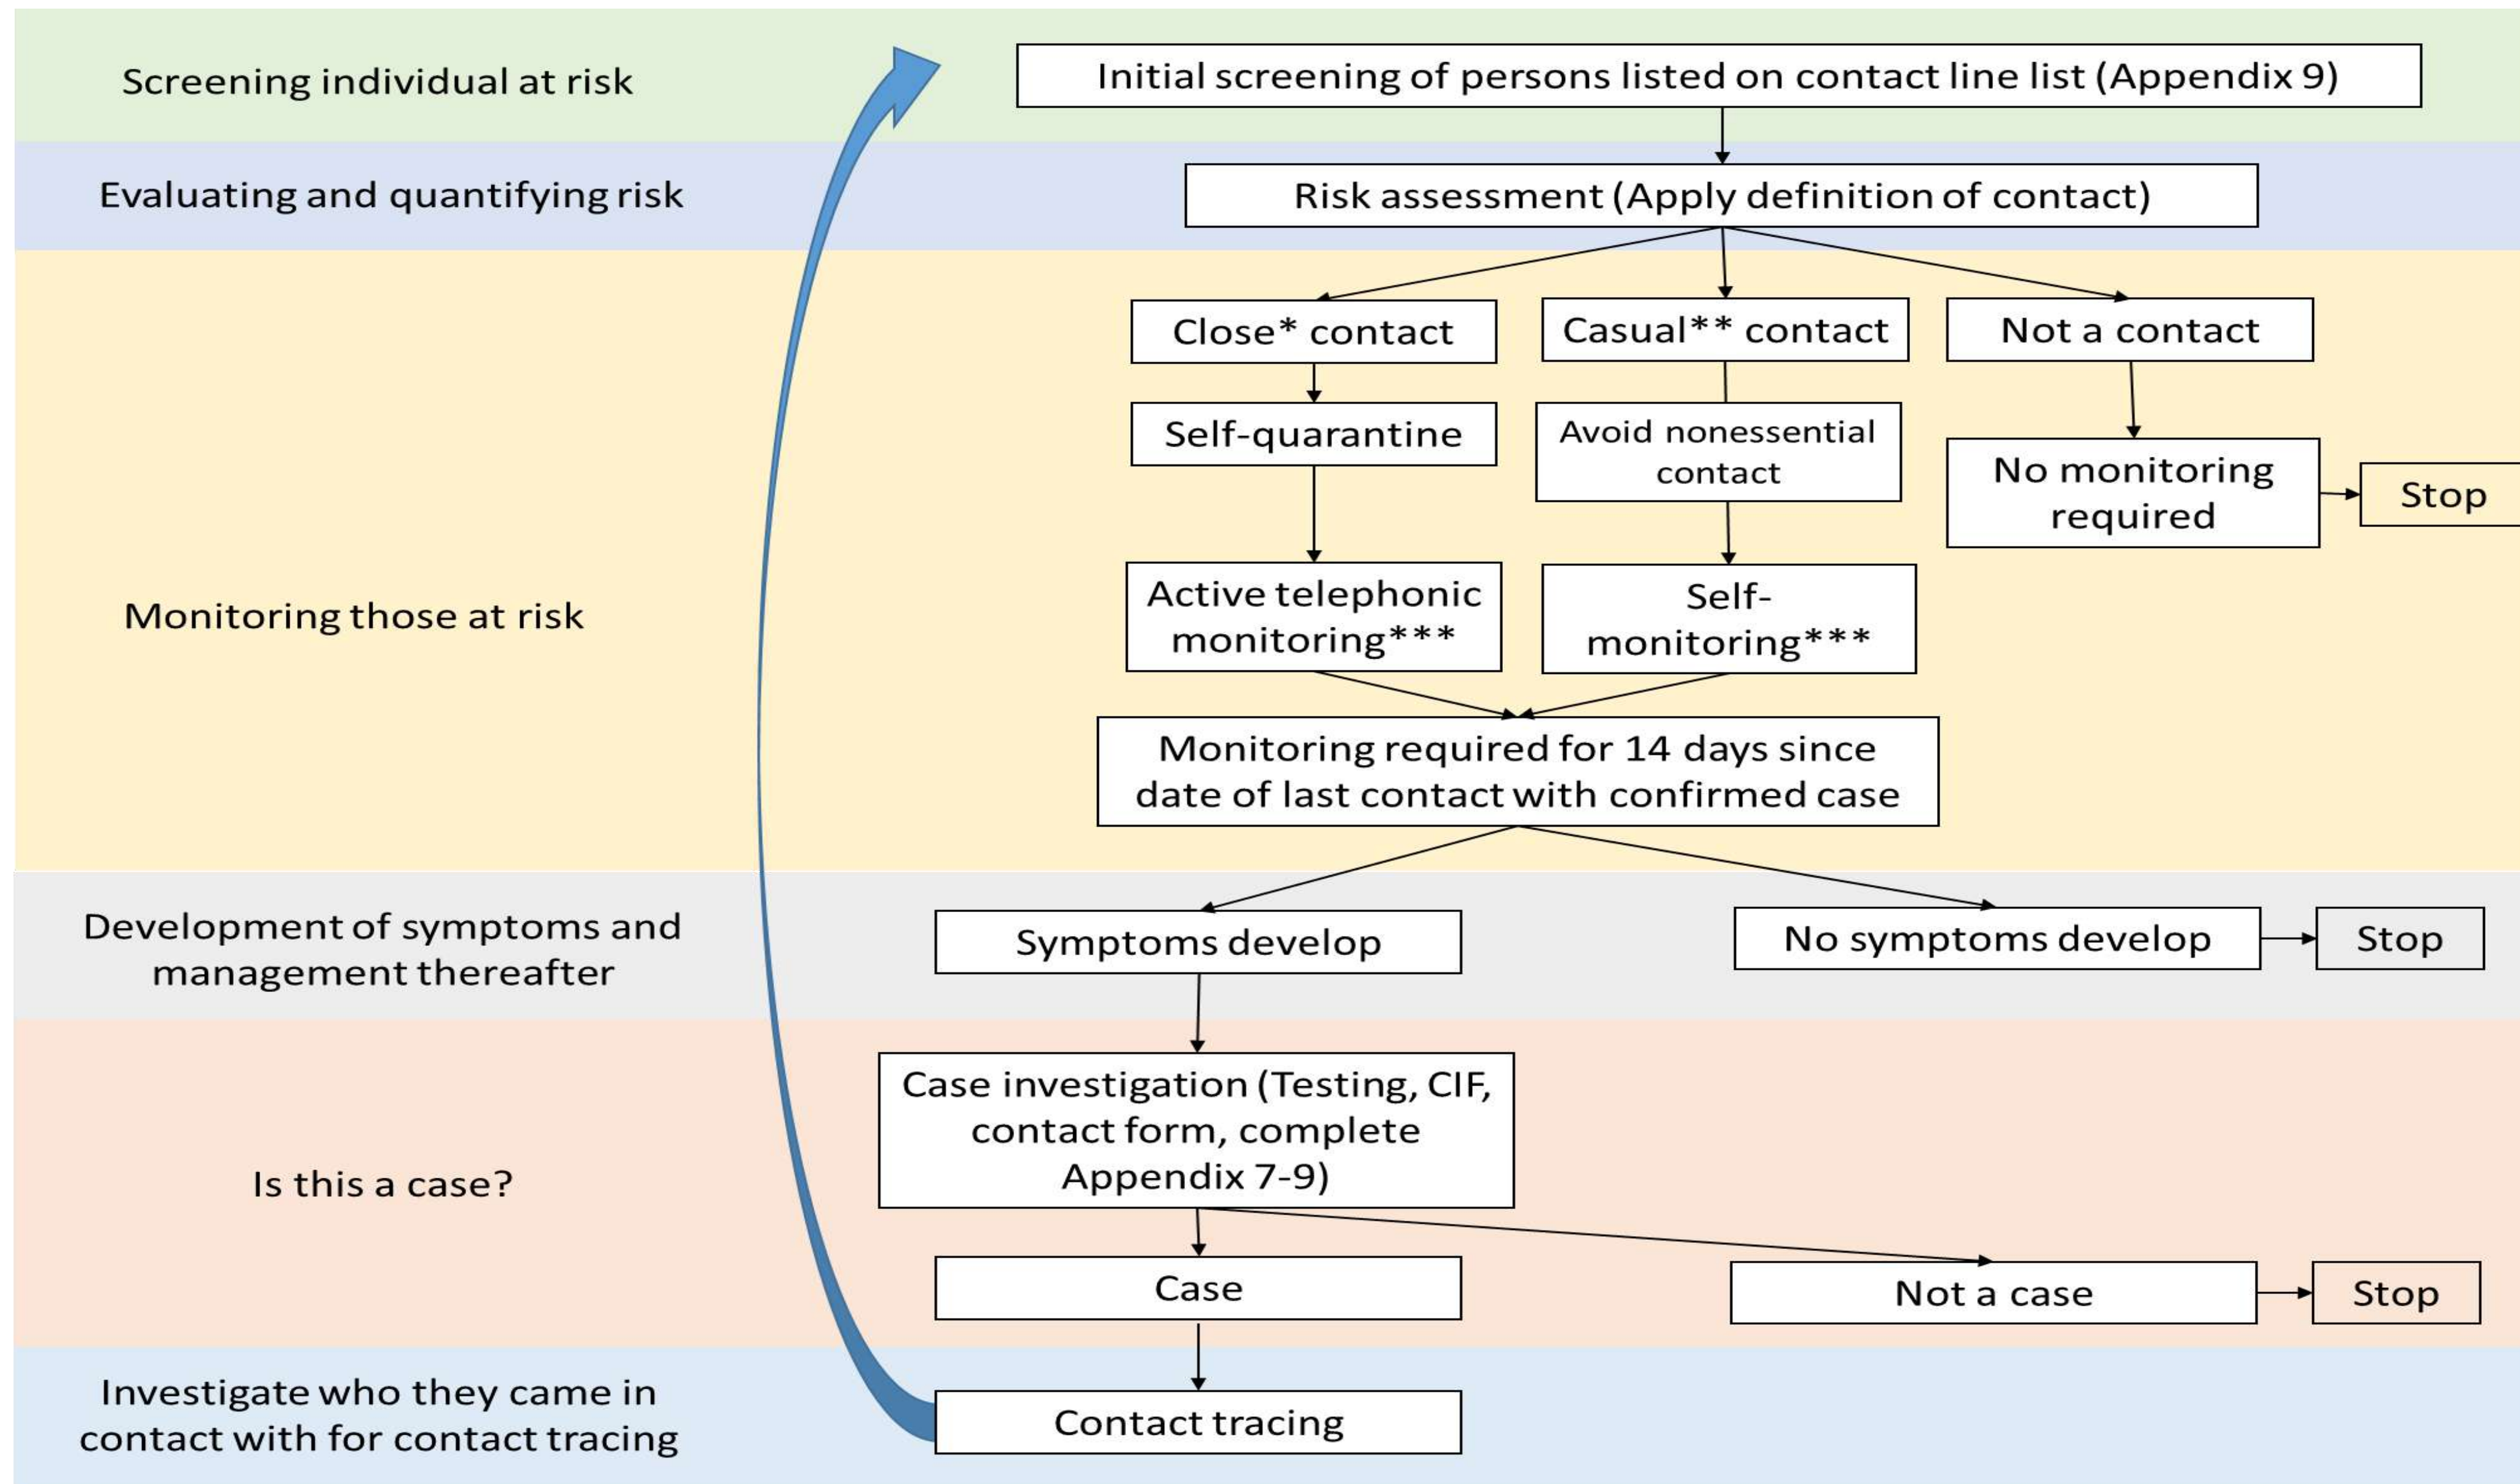 Screening individual at risk
Initial screening of persons listed on contact line list (Appendix 9)
Evaluating and quantifying risk
Risk assessment (Apply definition of contact)
Close* contact
Casual** contact
Not a contact
Self-quarantine
Avoid nonessential
contact
No monitoring
required
Stop
Monitoring those at risk
Active telephonic
monitoring***
Self-
monitoring***
Monitoring required for 14 days since
date of last contact with confirmed case
Development of symptoms and
management thereafter
Symptoms develop
No symptoms develop
Stop
Is this a case?
Case investigation (Testing, CIF,
contact form, complete
Appendix 7-9)
Case
Not a case
Stop
Investigate who they came in
contact with for contact tracing
Contact tracing